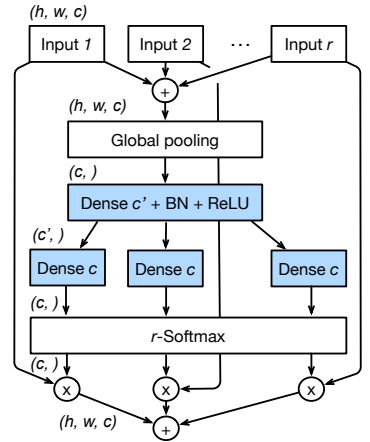 (h, w, c)
Input 1 Input 2 ... Input r
+
(h, w, c)
Global pooling
(c, )
Dense c' + BN + ReLU
(c', )
Dense c Dense c Dense c
(c, )
r-Softmax
(c, )
x x x
(h, w, c)
+